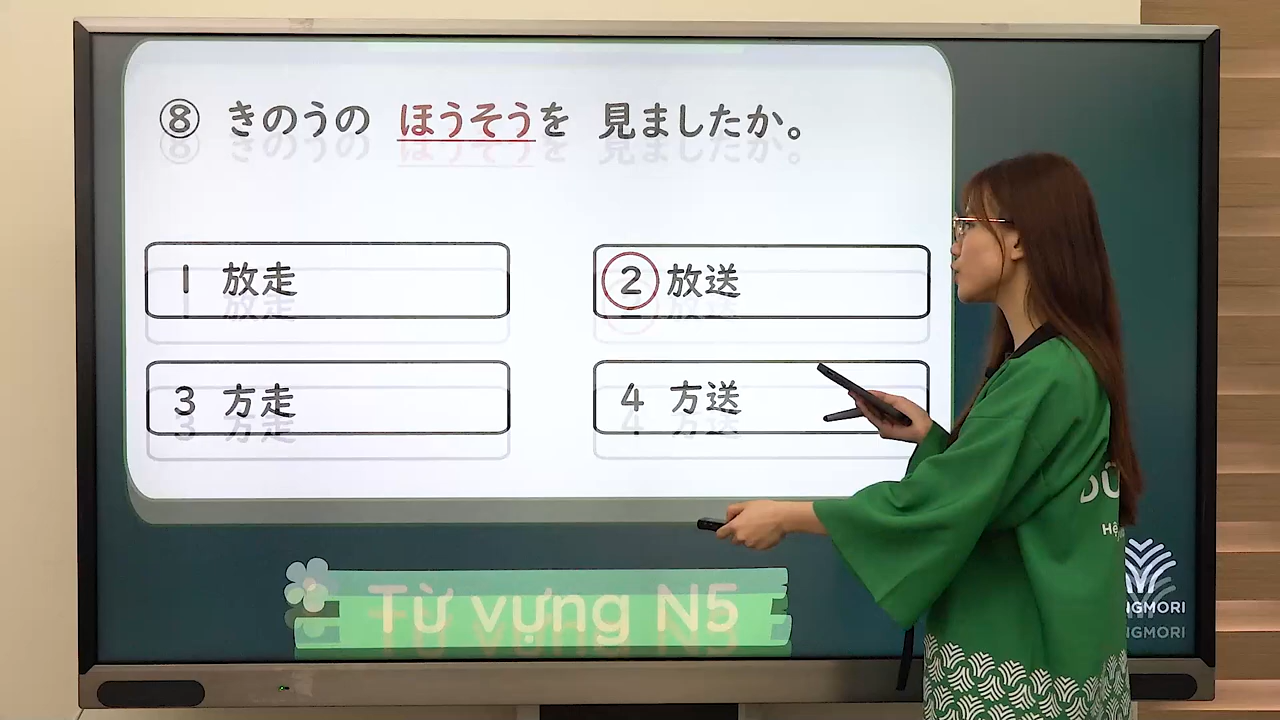 ⑧ きのうの ほうそうを 見ましたか。
1 放走
2 放送
3 方走
4 方送
Từ vựng N5
NGMORI